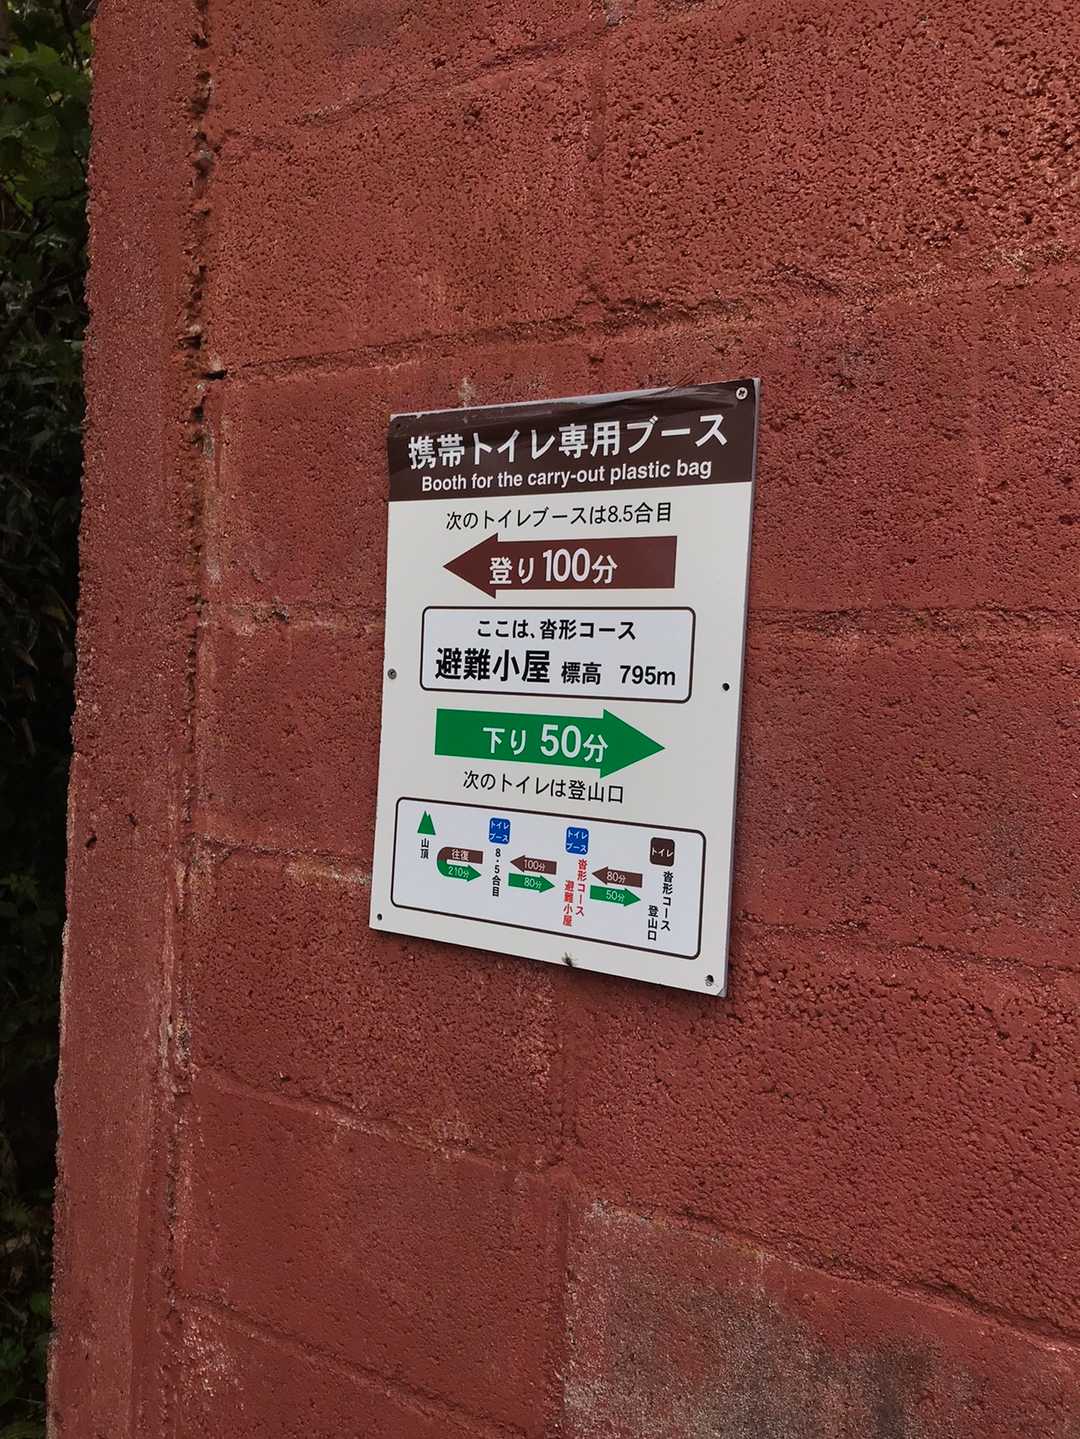 携帯トイレ専用ブース
Booth for the carry-out plastic bag
次のトイレブースは8.5合目
登り100分
ここは、沓形コース
避難小屋 標高 795m
下り 50分
次のトイレは登山口
山頂
往復
210分
トイレ
ブース
8.5合目
100分
80分
トイレ
ブース
沓形コース
避難小屋
80分
50分
トイレ
沓形コース
登山口